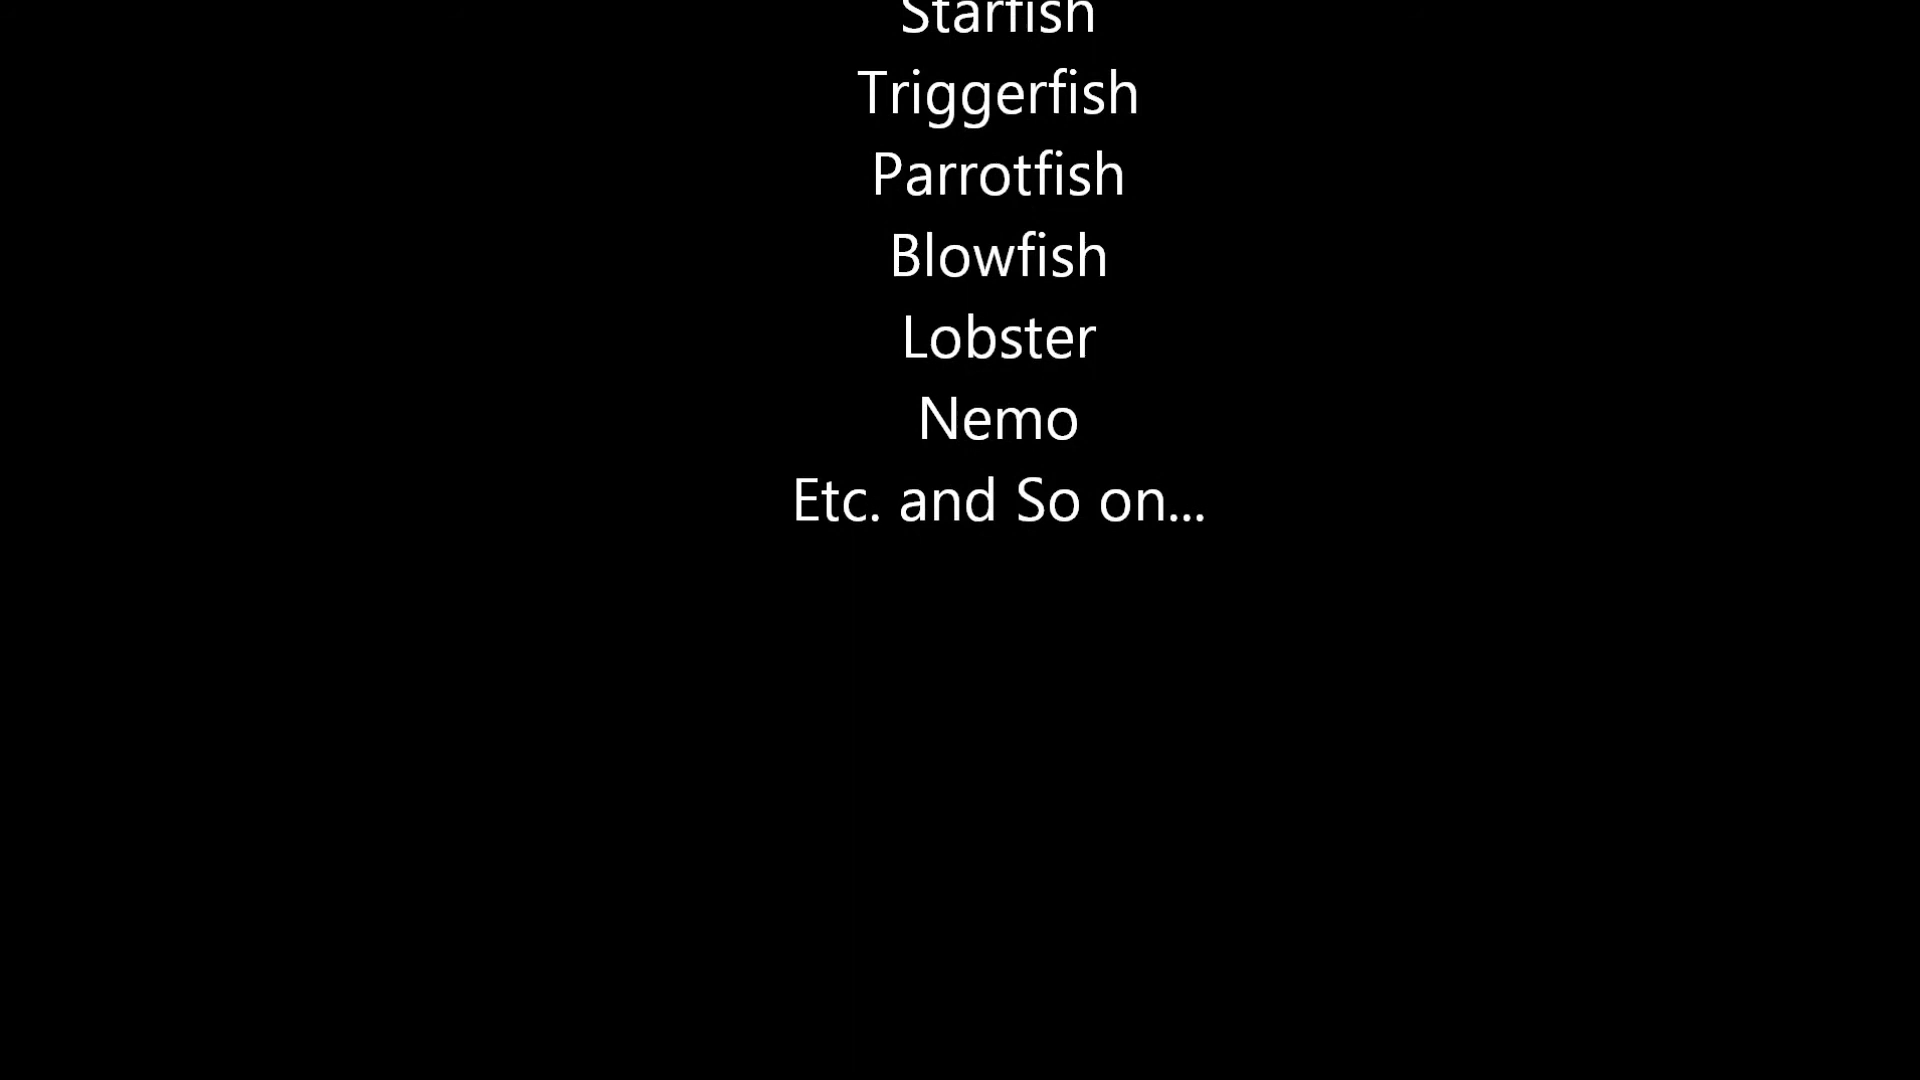 Starfish
Triggerfish
Parrotfish
Blowfish
Lobster
Nemo
Etc. and So on...